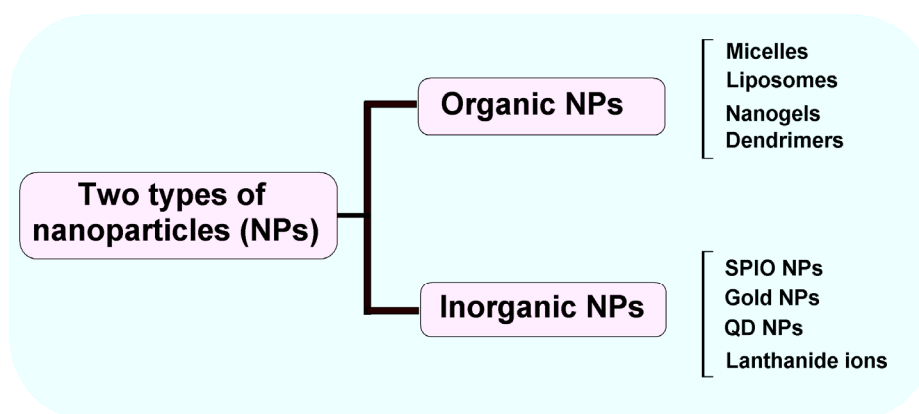 Two types of
nanoparticles (NPs)
Organic NPs
Micelles
Liposomes
Nanogels
Dendrimers
Inorganic NPs
SPIO NPs
Gold NPs
QD NPs
Lanthanide ions